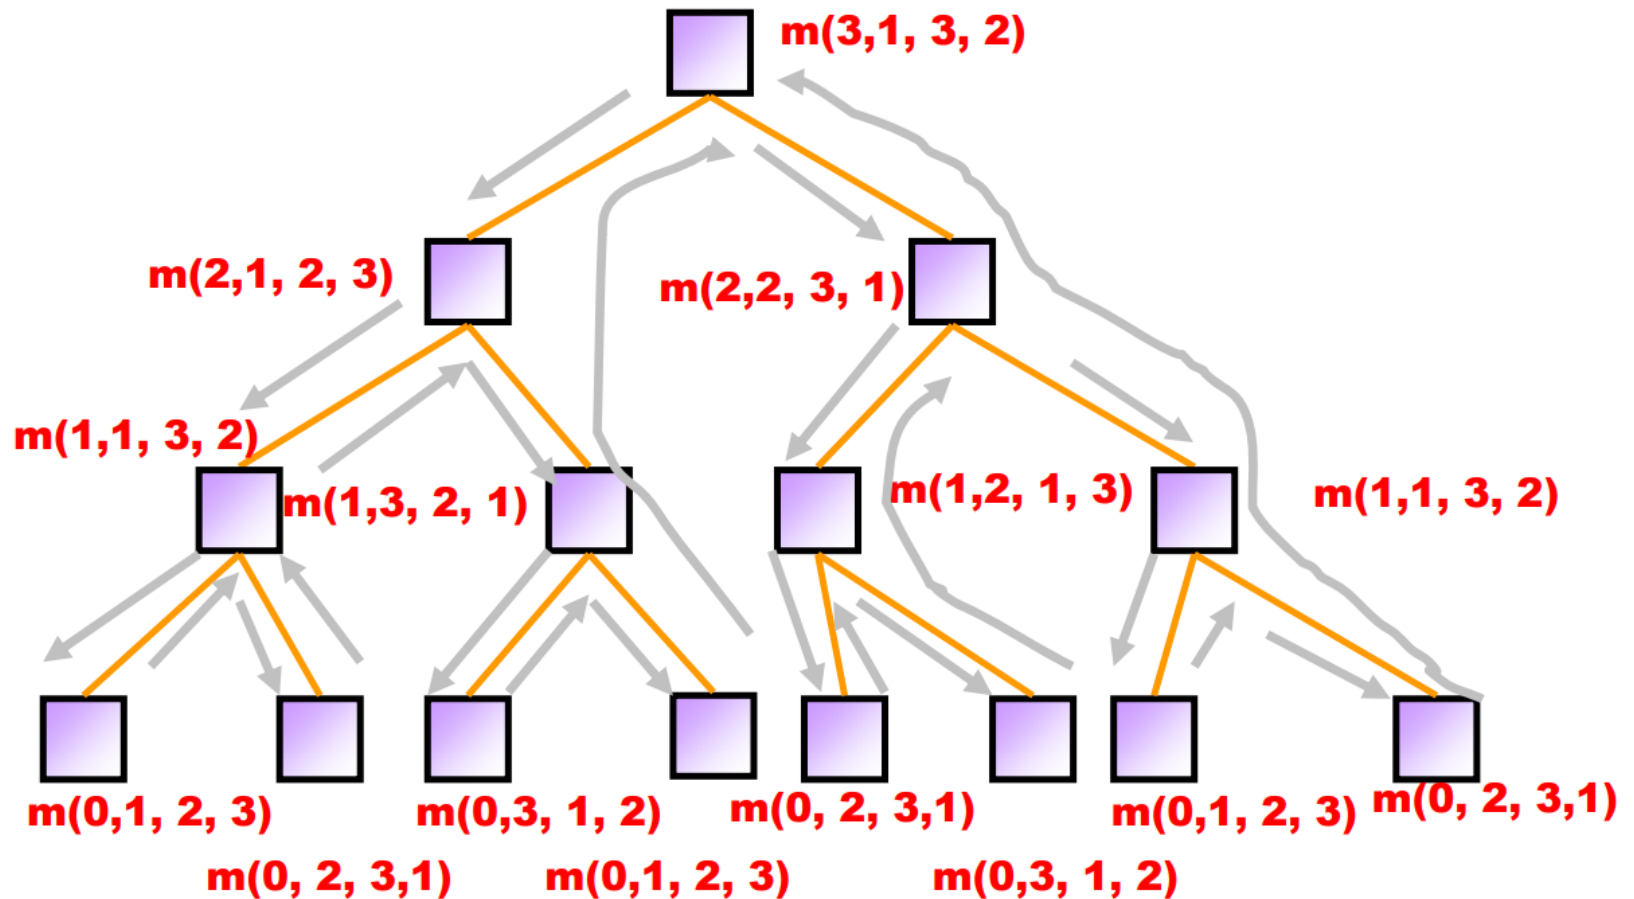 m(3,1, 3, 2)
m(2,1, 2, 3)
m(2,2, 3, 1)
m(1,1, 3, 2)
m(1,3, 2, 1)
m(1,2, 1, 3)
m(1,1, 3, 2)
m(0,1, 2, 3)
m(0,3, 1, 2)
m(0, 2, 3,1)
m(0,1, 2, 3)
m(0, 2, 3,1)
m(0, 2, 3,1)
m(0,1, 2, 3)
m(0,3, 1, 2)